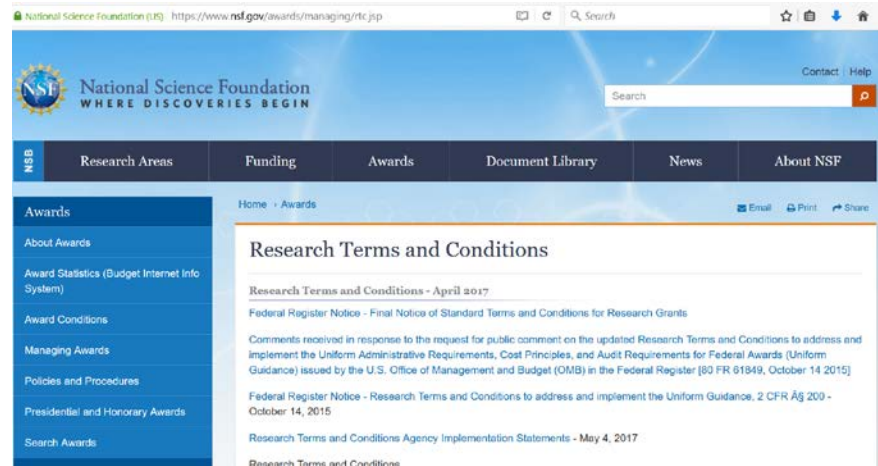 National Science Foundation (US) https://www.nsf.gov/awards/managing/rtc.jsp Search
NSF National Science Foundation
WHERE DISCOVERIES BEGIN
Contact | Help
Search
NSB Research Areas Funding Awards Document Library News About NSF
Home › Awards
Email Print Share
Awards
About Awards
Award Statistics (Budget Internet Info
System)
Award Conditions
Managing Awards
Policies and Procedures
Presidential and Honorary Awards
Search Awards
Research Terms and Conditions
Research Terms and Conditions - April 2017
Federal Register Notice - Final Notice of Standard Terms and Conditions for Research Grants
Comments received in response to the request for public comment on the updated Research Terms and Conditions to address and
implement the Uniform Administrative Requirements, Cost Principles, and Audit Requirements for Federal Awards (Uniform
Guidance) issued by the U.S. Office of Management and Budget (OMB) in the Federal Register [80 FR 61849, October 14 2015]
Federal Register Notice - Research Terms and Conditions to address and implement the Uniform Guidance, 2 CFR Â§ 200 -
October 14, 2015
Research Terms and Conditions Agency Implementation Statements - May 4, 2017
Research Terms and Conditions